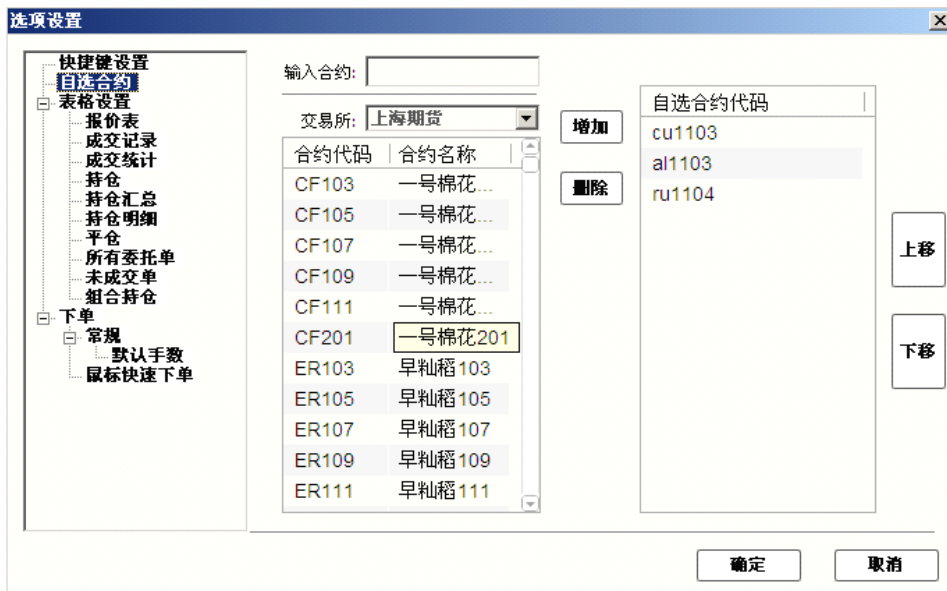 选项设置
快捷键设置
自选合约
表格设置
报价表
成交记录
成交统计
持仓
持仓汇总
持仓明细
平仓
所有委托单
未成交单
组合持仓
下单
常规
默认手数
鼠标快速下单
输入合约:
交易所: 上海期货
合约代码 合约名称
CF103 一号棉花...
CF105 一号棉花...
CF107 一号棉花...
CF109 一号棉花...
CF111 一号棉花...
CF201 一号棉花201
ER103 早籼稻103
ER105 早籼稻105
ER107 早籼稻107
ER109 早籼稻109
ER111 早籼稻111
增加
删除
自选合约代码
cu1103
al1103
ru1104
上移
下移
确定
取消